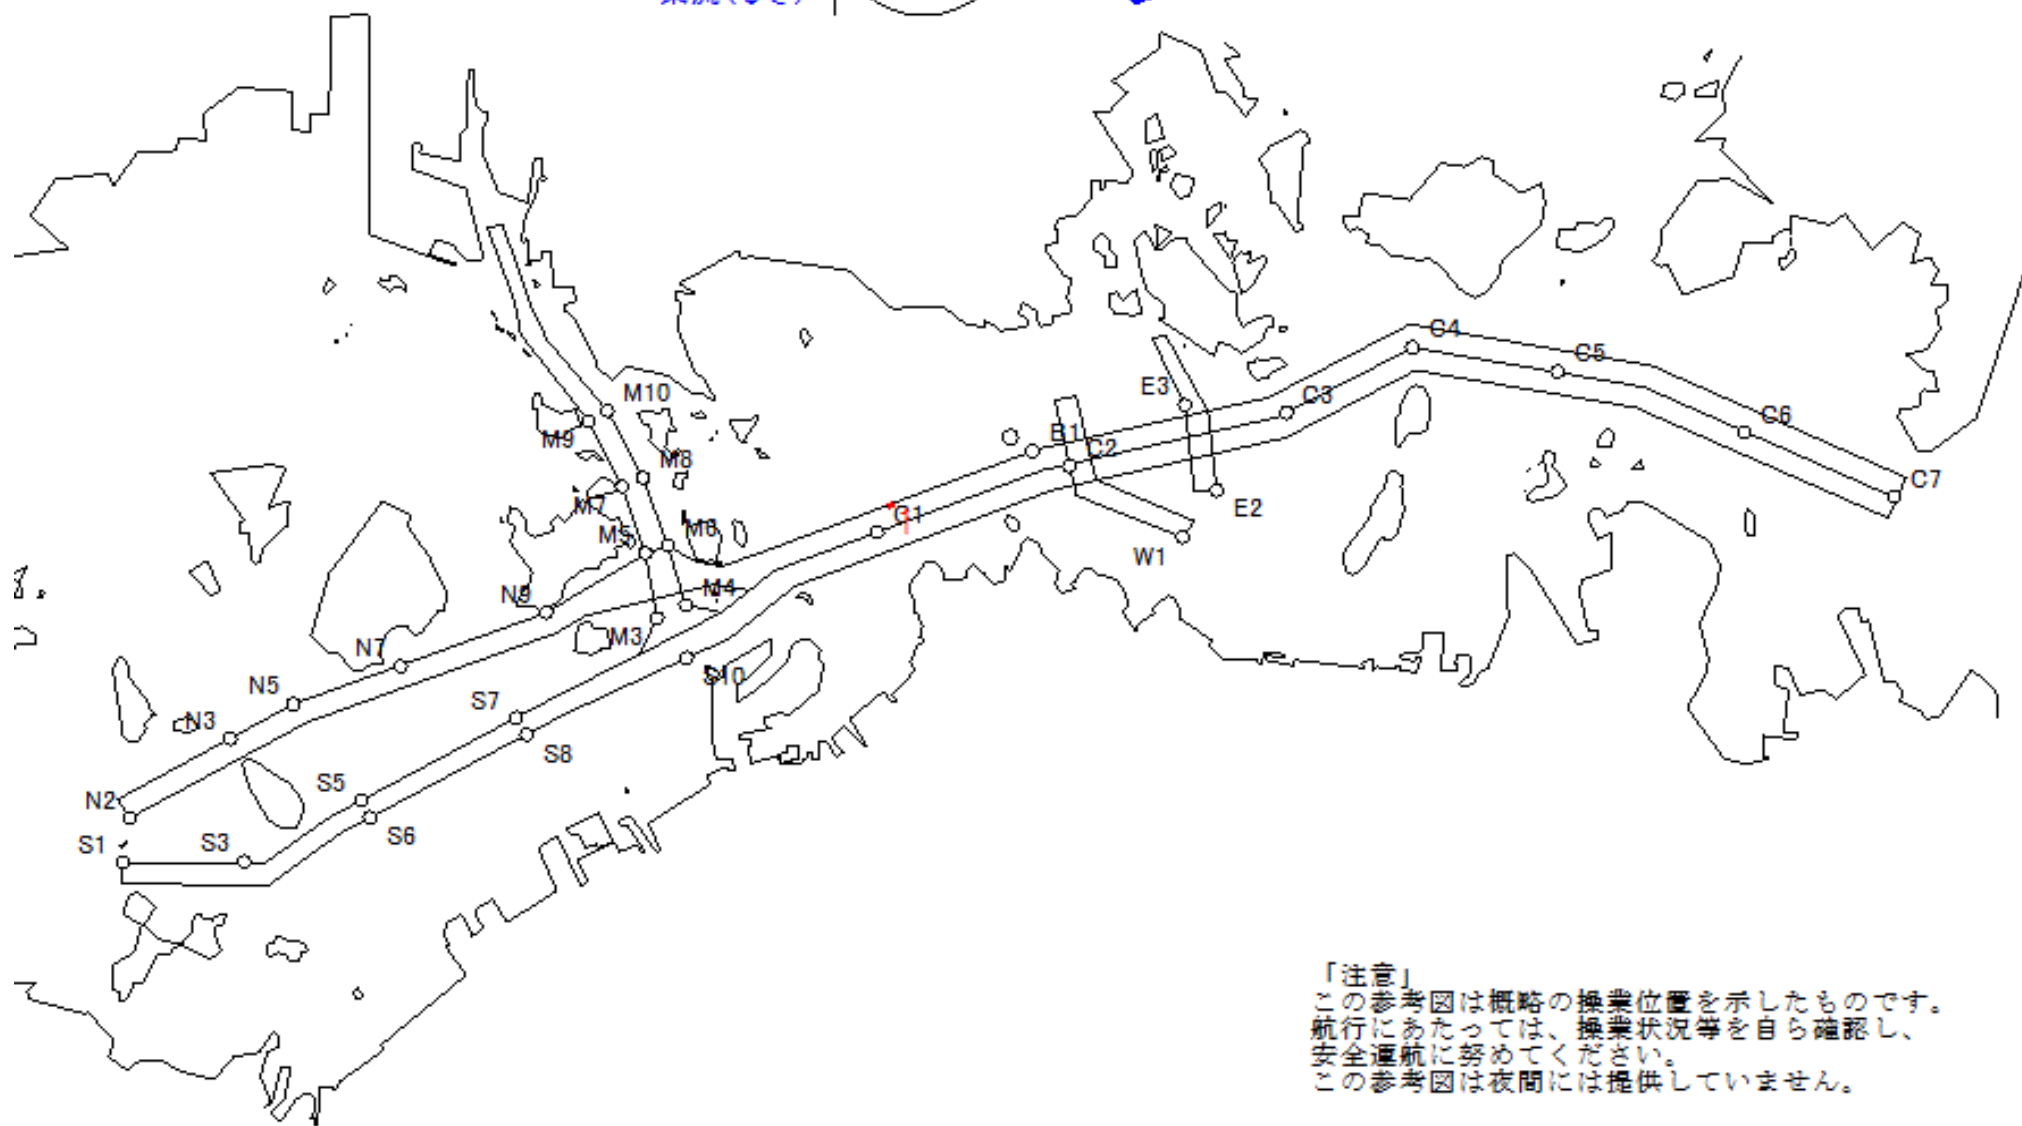 C4
C5
M10
E3
C3
C6
M9
B1
C2
M8
C7
M7
E2
C1
M5
M6
W1
N9
M4
M3
N7
S10
N5
S7
N3
S8
S5
N2
S6
S1
S3
「注意」
この参考図は概略の操業位置を示したものです。
航行にあたっては、操業状況等を自ら確認し、
安全運航に努めてください。
この参考図は夜間には提供していません。